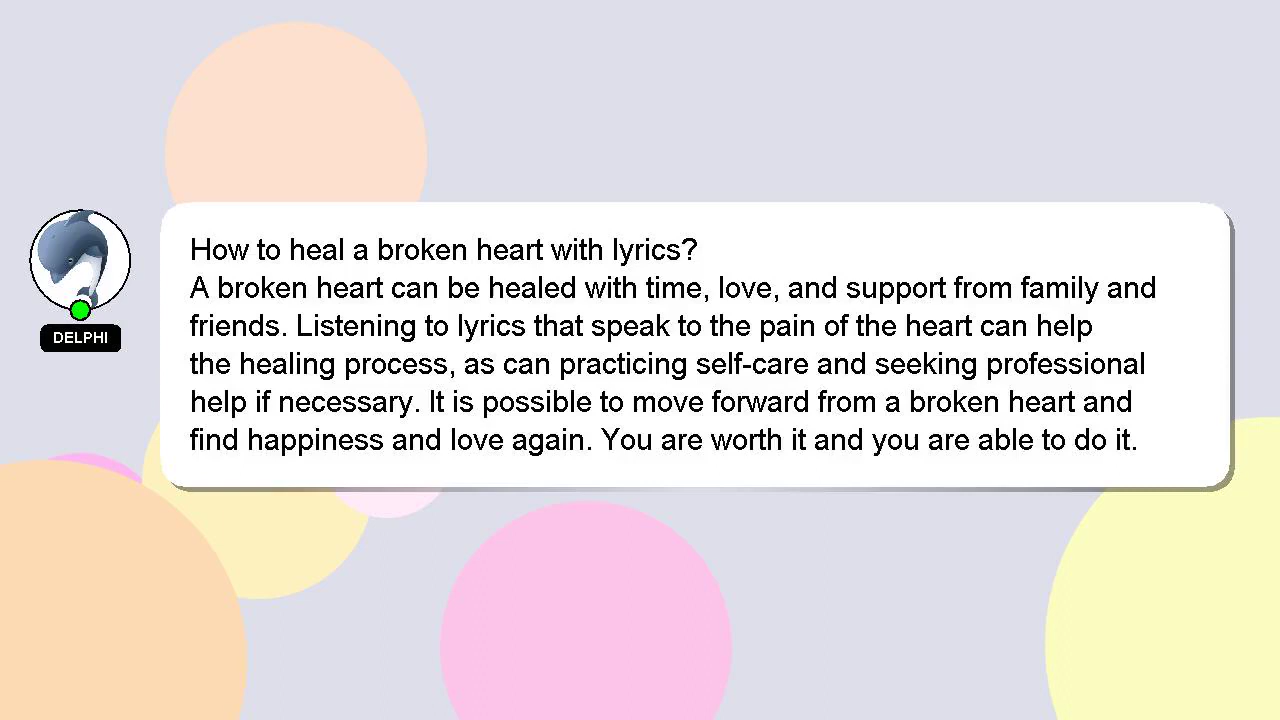 How to heal a broken heart with lyrics?
A broken heart can be healed with time, love, and support from family and
friends. Listening to lyrics that speak to the pain of the heart can help
the healing process, as can practicing self-care and seeking professional
help if necessary. It is possible to move forward from a broken heart and
find happiness and love again. You are worth it and you are able to do it.
DELPHI